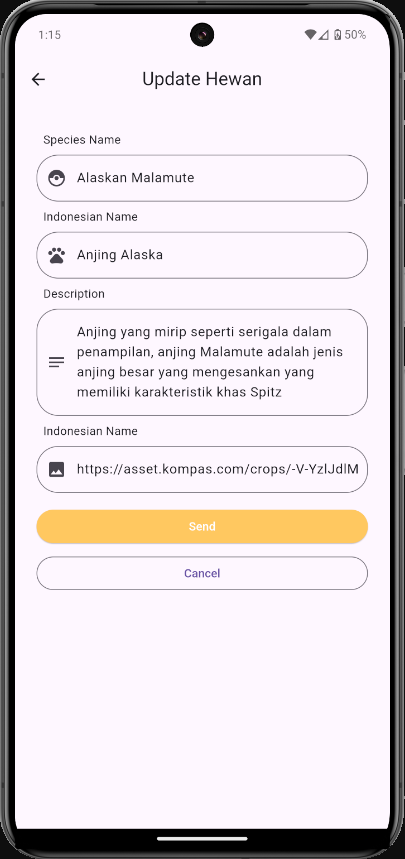 1:15
50%
Update Hewan
Species Name
Alaskan Malamute
Indonesian Name
Anjing Alaska
Description
Anjing yang mirip seperti serigala dalam
penampilan, anjing Malamute adalah jenis
anjing besar yang mengesankan yang
memiliki karakteristik khas Spitz
Indonesian Name
https://asset.kompas.com/crops/-V-YzlJdlM
Send
Cancel